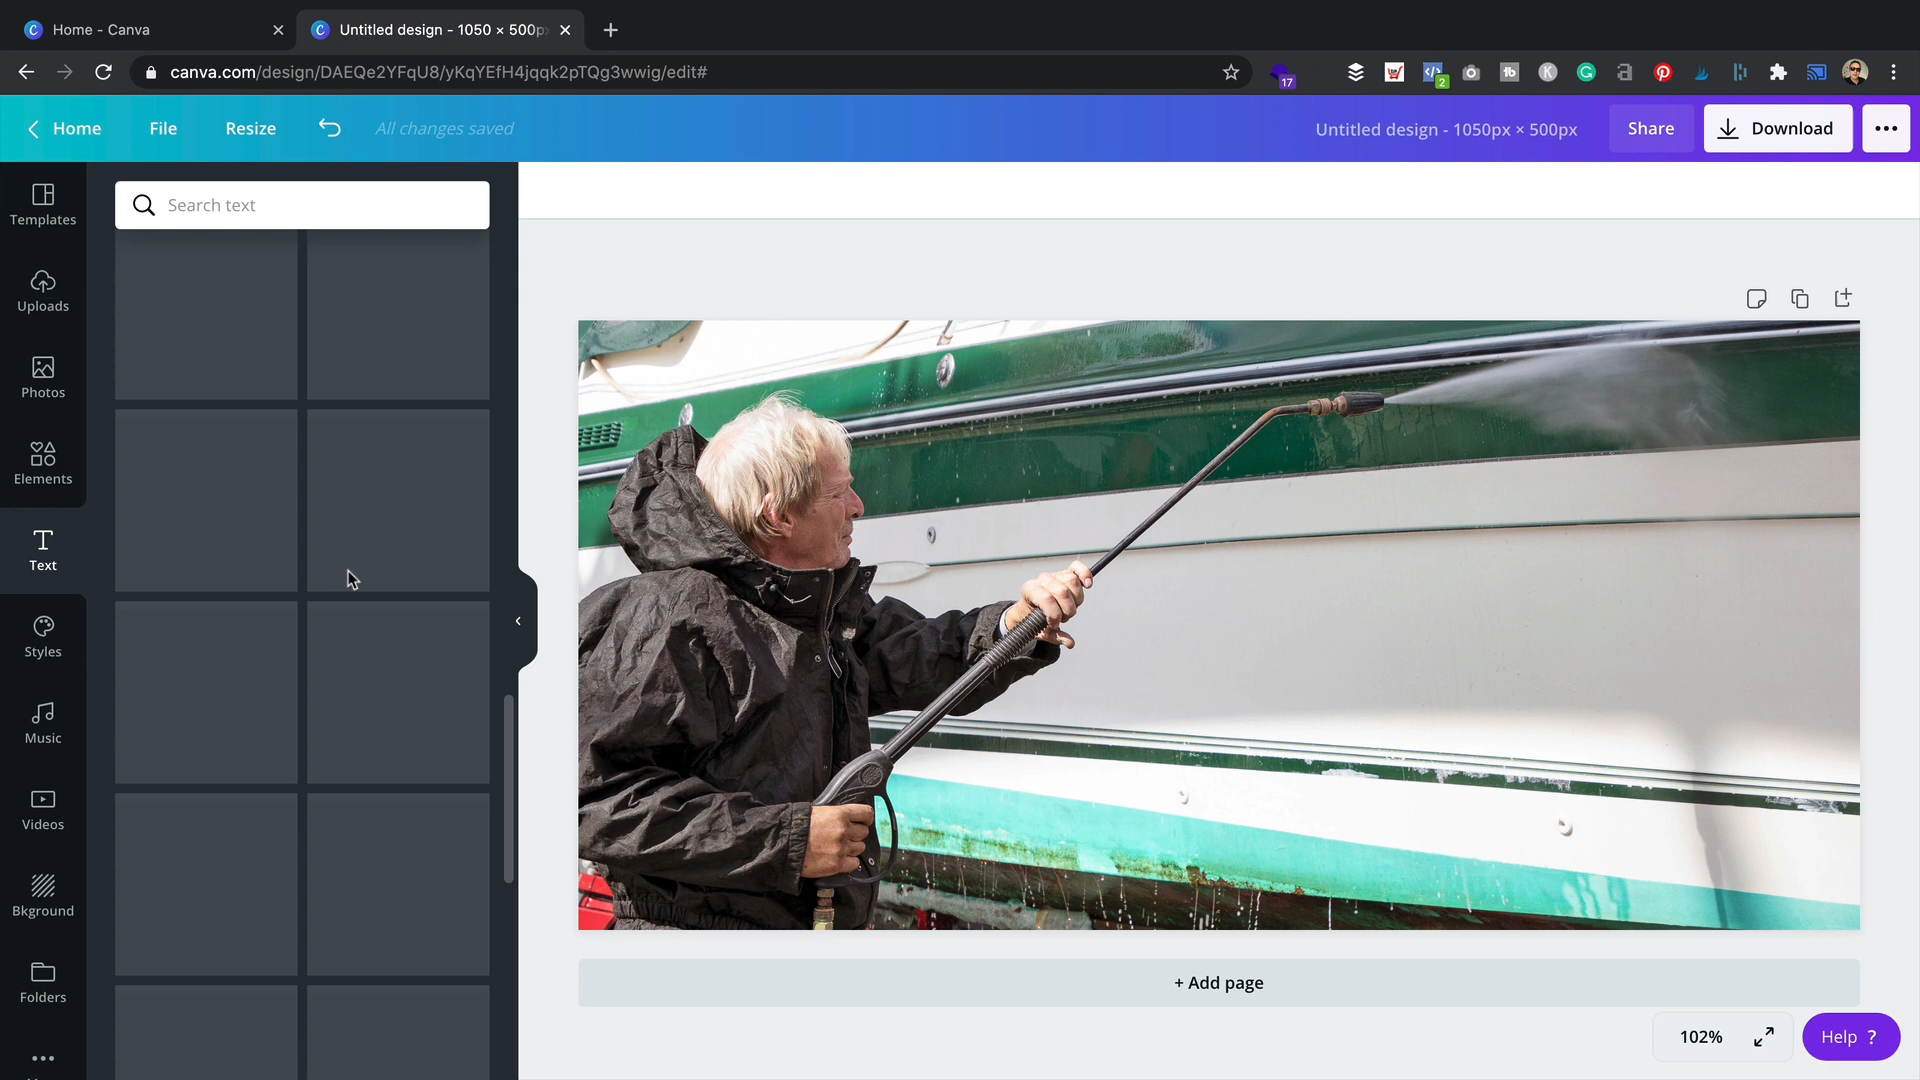 Home - Canva
Untitled design - 1050 × 500p
canva.com/design/DAEQe2YFqU8/yKqYEfH4jqqk2pTQg3wwig/edit#
17
2
Home
File
Resize
All changes saved
Untitled design - 1050px × 500px
Share
Download
Templates
Uploads
Photos
Elements
Text
Styles
Music
Videos
Bkground
Folders
Search text
+ Add page
102%
Help ?